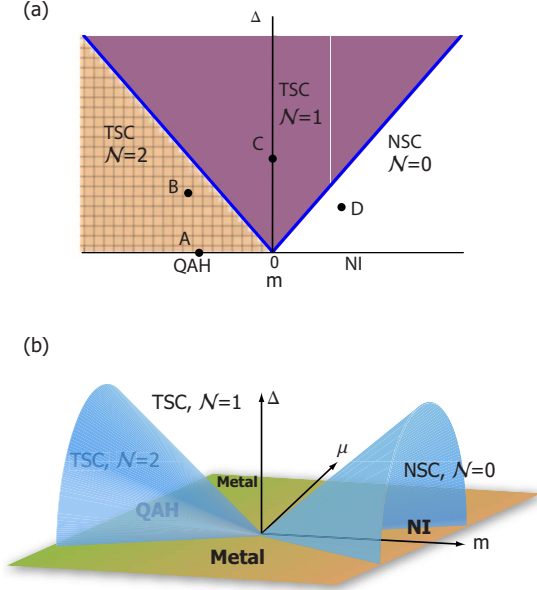 (a)
Δ
TSC
𝒩=1
TSC
𝒩=2
NSC
𝒩=0
C
B
D
A
QAH
0
NI
m
(b)
TSC, 𝒩=1
Δ
μ
TSC, 𝒩=2
NSC, 𝒩=0
Metal
QAH
NI
m
Metal